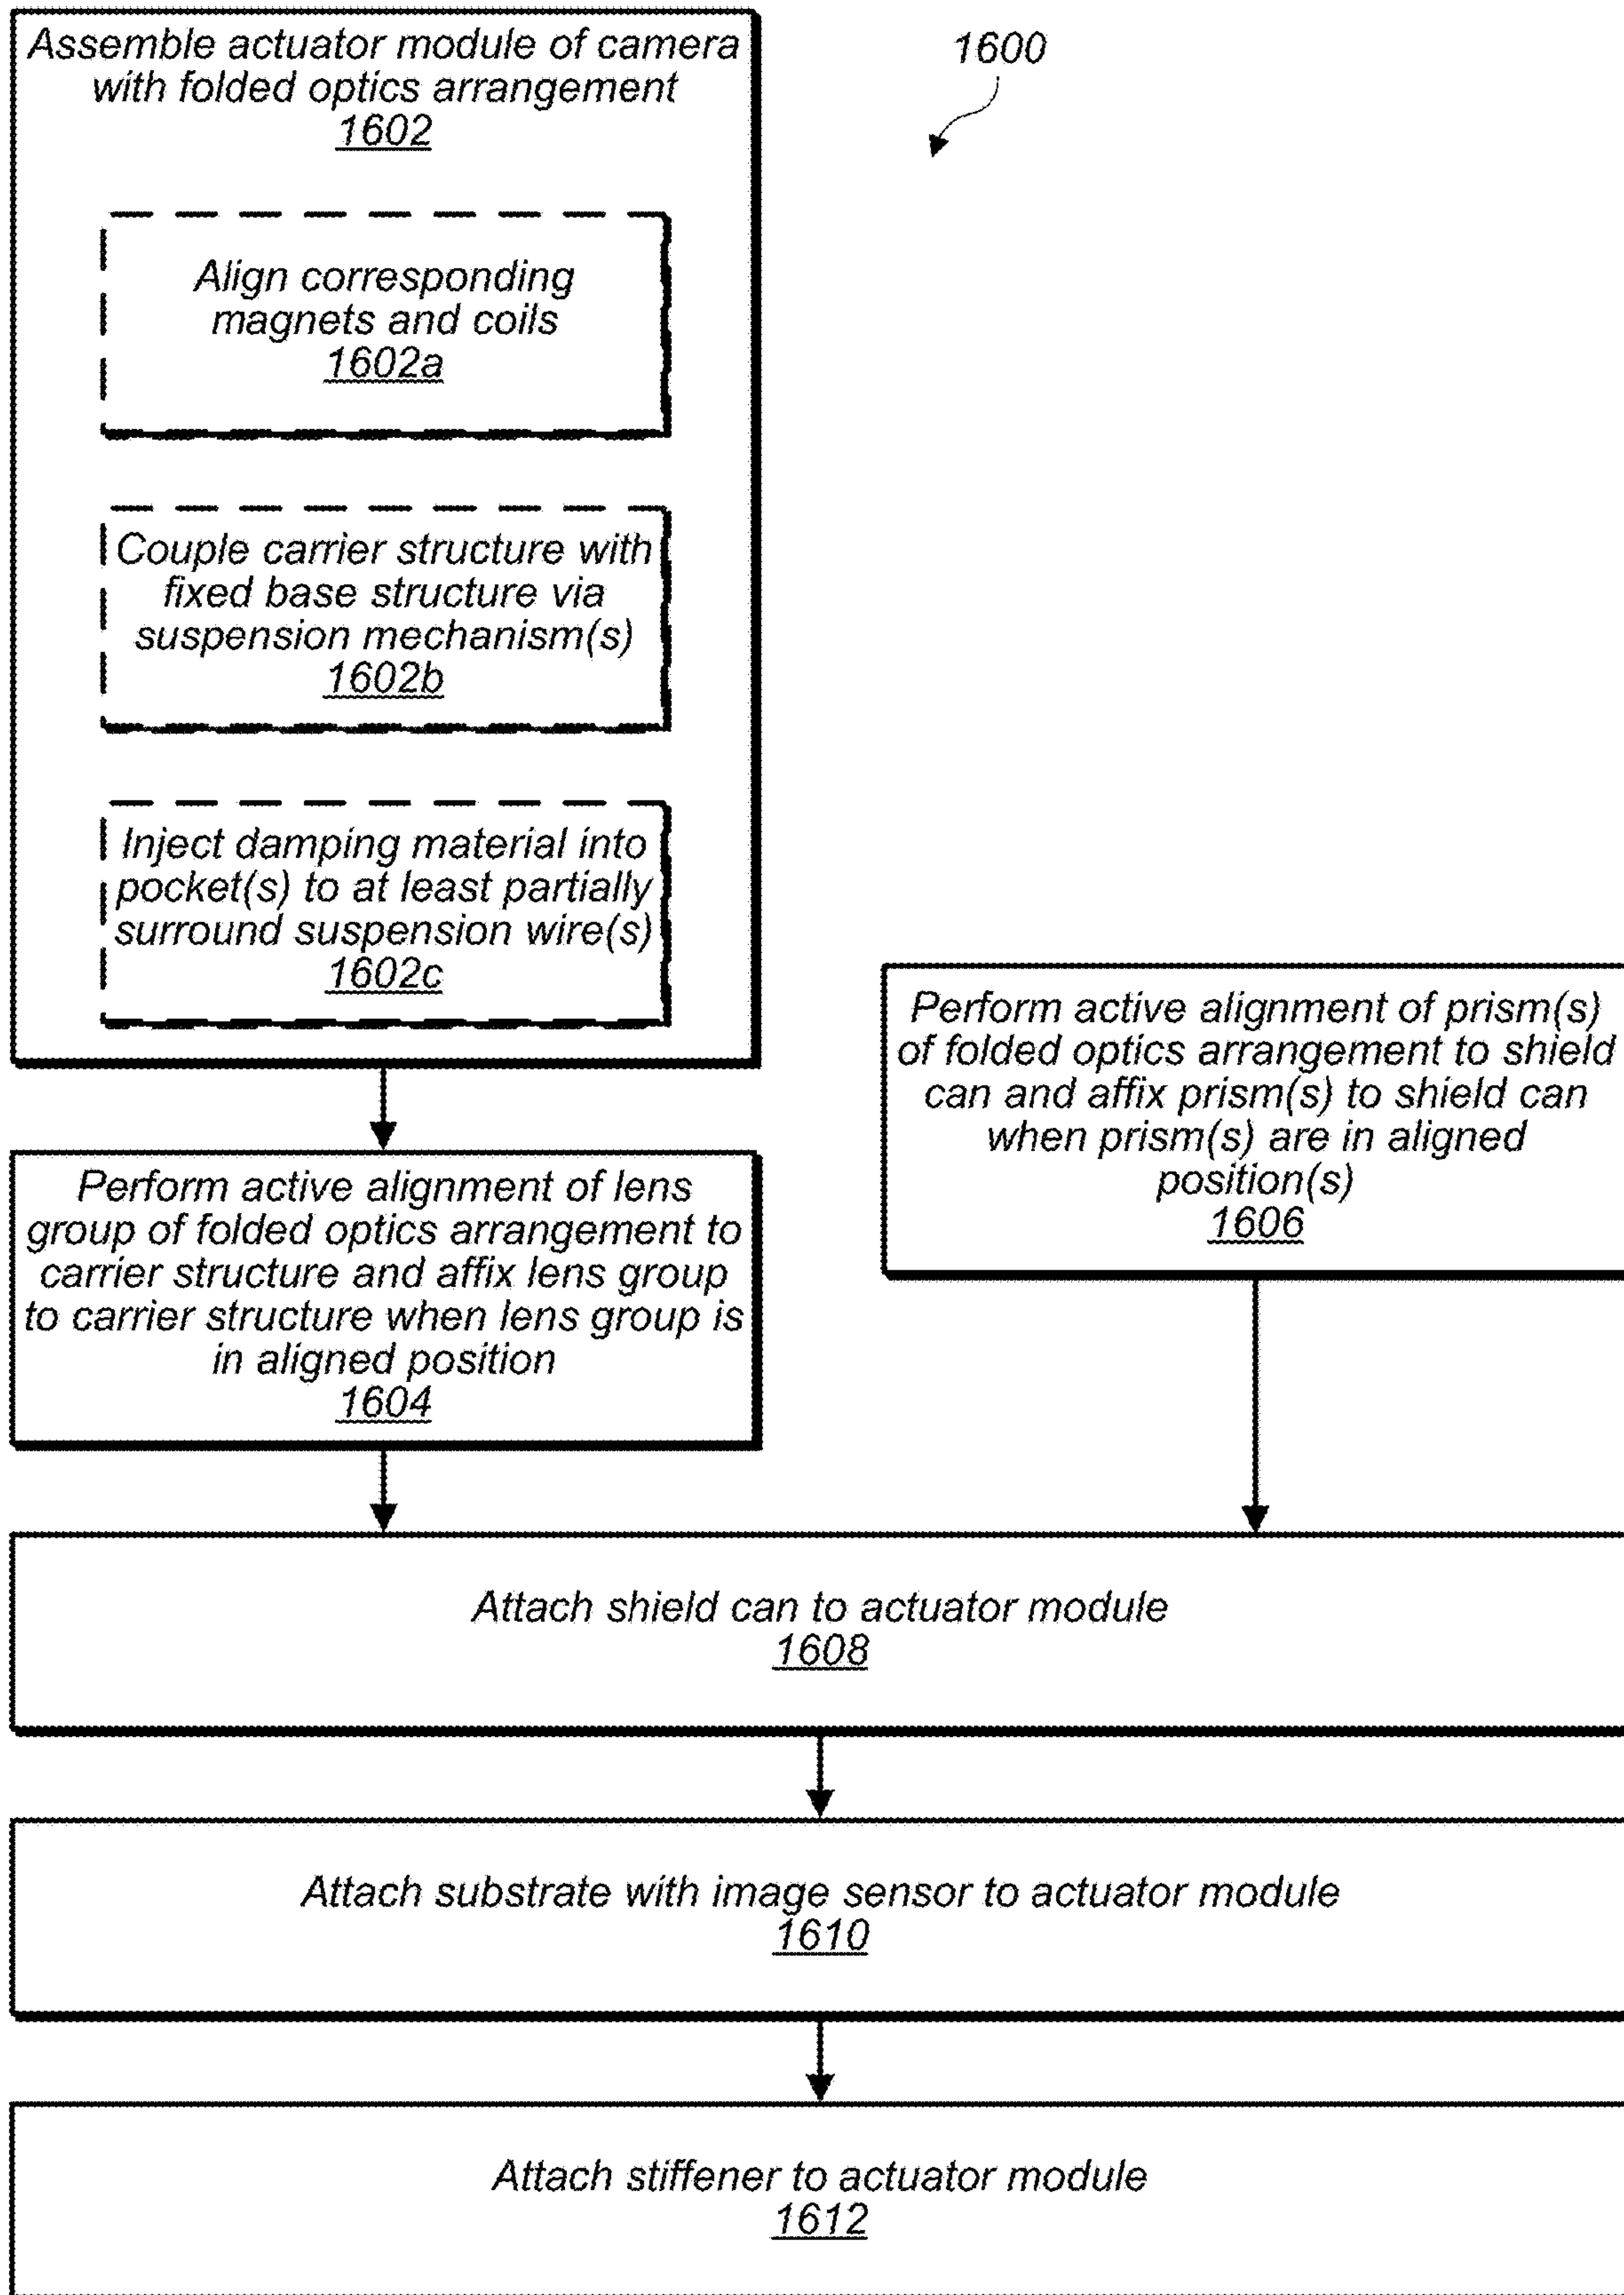 1600
Assemble actuator module of camera
with folded optics arrangement
1602
Align corresponding
magnets and coils
1602a
Couple carrier structure with
fixed base structure via
suspension mechanism(s)
1602b
Inject damping material into
pocket(s) to at least partially
surround suspension wire(s)
1602c
Perform active alignment of lens
group of folded optics arrangement to
carrier structure and affix lens group
to carrier structure when lens group is
in aligned position
1604
Perform active alignment of prism(s)
of folded optics arrangement to shield
can and affix prism(s) to shield can
when prism(s) are in aligned
position(s)
1606
Attach shield can to actuator module
1608
Attach substrate with image sensor to actuator module
1610
Attach stiffener to actuator module
1612